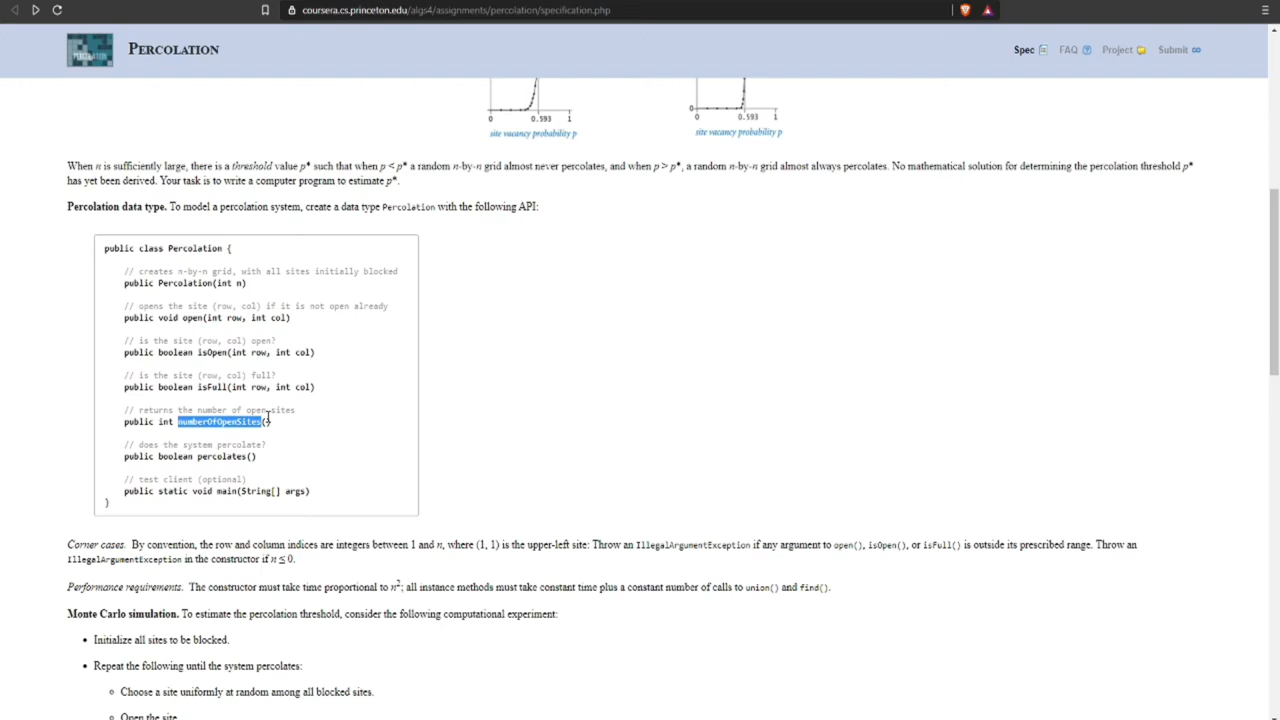 coursera.cs.princeton.edu/algs4/assignments/percolation/specification.php
PERCOLATION
Spec FAQ Project Submit
0 0.593 1
site vacancy probability p
0
0 0.593 1
site vacancy probability p
When n is sufficiently large, there is a threshold value p* such that when p < p* a random n-by-n grid almost never percolates, and when p > p*, a random n-by-n grid almost always percolates. No mathematical solution for determining the percolation threshold p*
has yet been derived. Your task is to write a computer program to estimate p*.
Percolation data type. To model a percolation system, create a data type Percolation with the following API:
public class Percolation {
// creates n-by-n grid, with all sites initially blocked
public Percolation(int n)
// opens the site (row, col) if it is not open already
public void open(int row, int col)
// is the site (row, col) open?
public boolean isOpen(int row, int col)
// is the site (row, col) full?
public boolean isFull(int row, int col)
// returns the number of open sites
public int numberOfOpenSites()
// does the system percolate?
public boolean percolates()
// test client (optional)
public static void main(String[] args)
}
Corner cases. By convention, the row and column indices are integers between 1 and n, where (1, 1) is the upper-left site: Throw an IllegalArgumentException if any argument to open(), isOpen(), or isFull() is outside its prescribed range. Throw an
IllegalArgumentException in the constructor if n ≤ 0.
Performance requirements. The constructor must take time proportional to n²; all instance methods must take constant time plus a constant number of calls to union() and find().
Monte Carlo simulation. To estimate the percolation threshold, consider the following computational experiment:
• Initialize all sites to be blocked.
• Repeat the following until the system percolates:
○ Choose a site uniformly at random among all blocked sites.
○ Open the site.